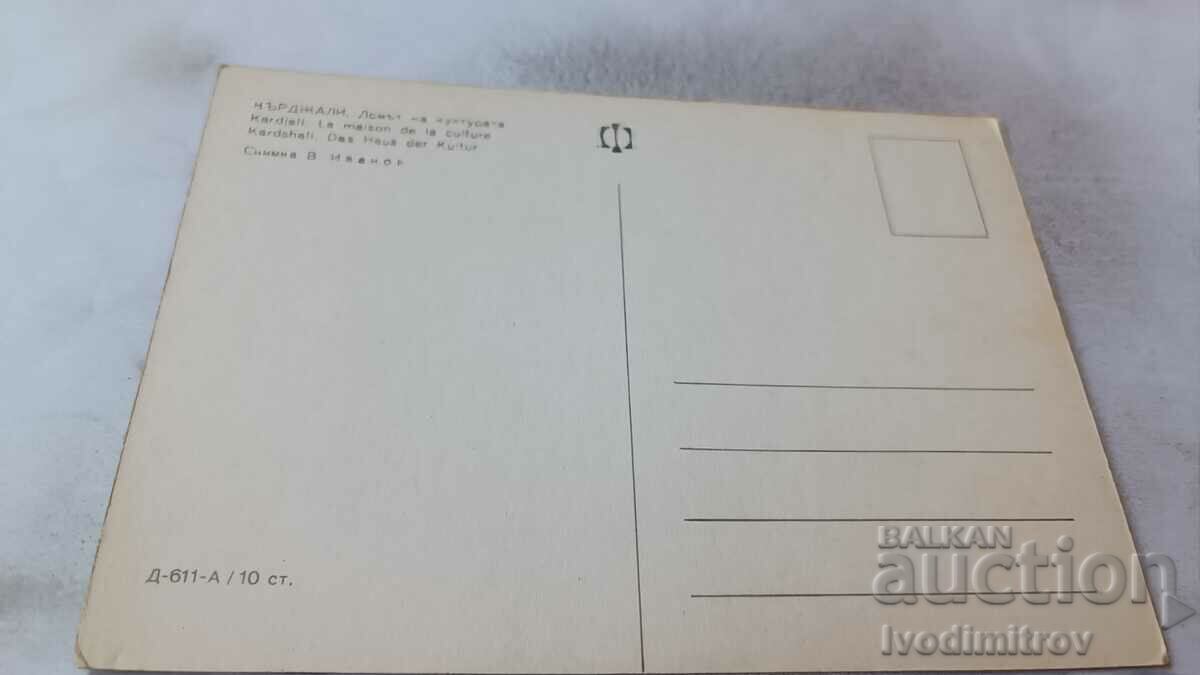 КЪРДЖАЛИ. Домът на културата
Kardjali. La maison de la culture
Kardshali. Das Haus der Kultur
Снимка В. Иванов
Д-611-А / 10 ст.
BALKAN
auction
Ivodimitrov